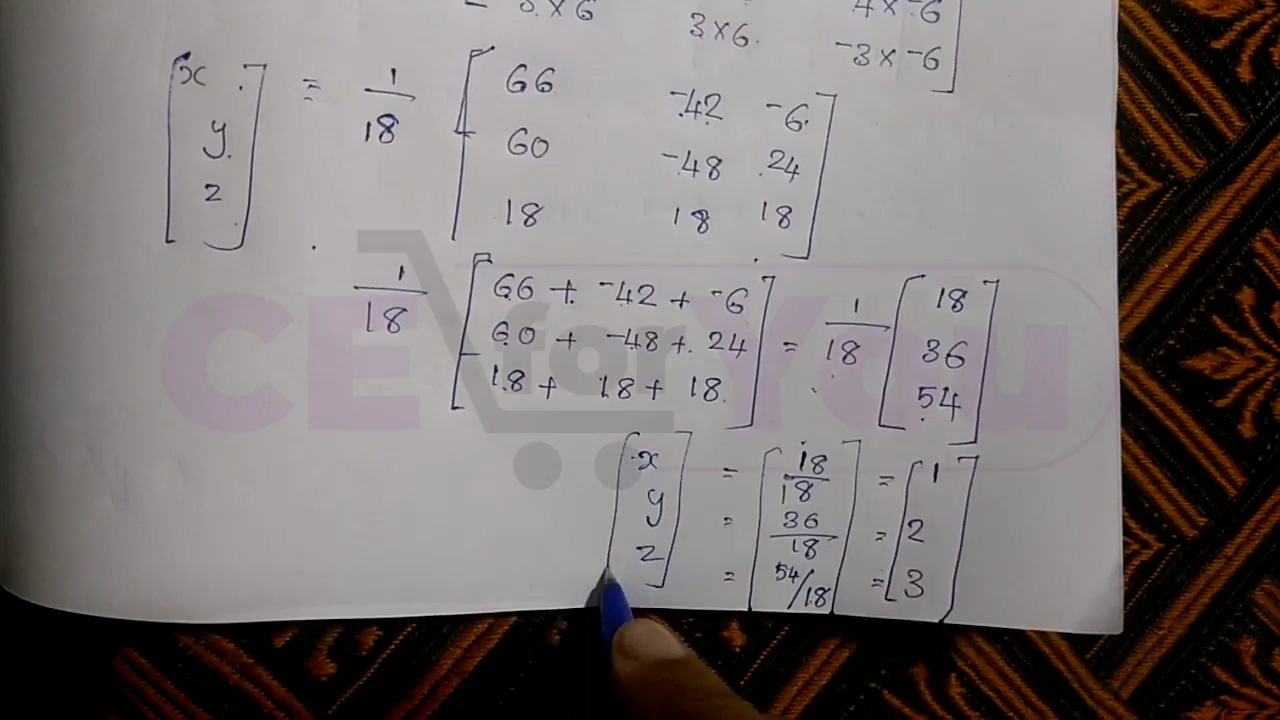 - 3 × 6 4 × -6
3 × 6. -3 × -6
x = 1/18 66 -42 -6
y 60 -48 24
z 18 18 18
1/18 66 + -42 + -6 = 1/18 18
60 + -48 + 24 36
18 + 18 + 18 54
x = 18/18 = 1
y = 36/18 = 2
z = 54/18 = 3
CE for You